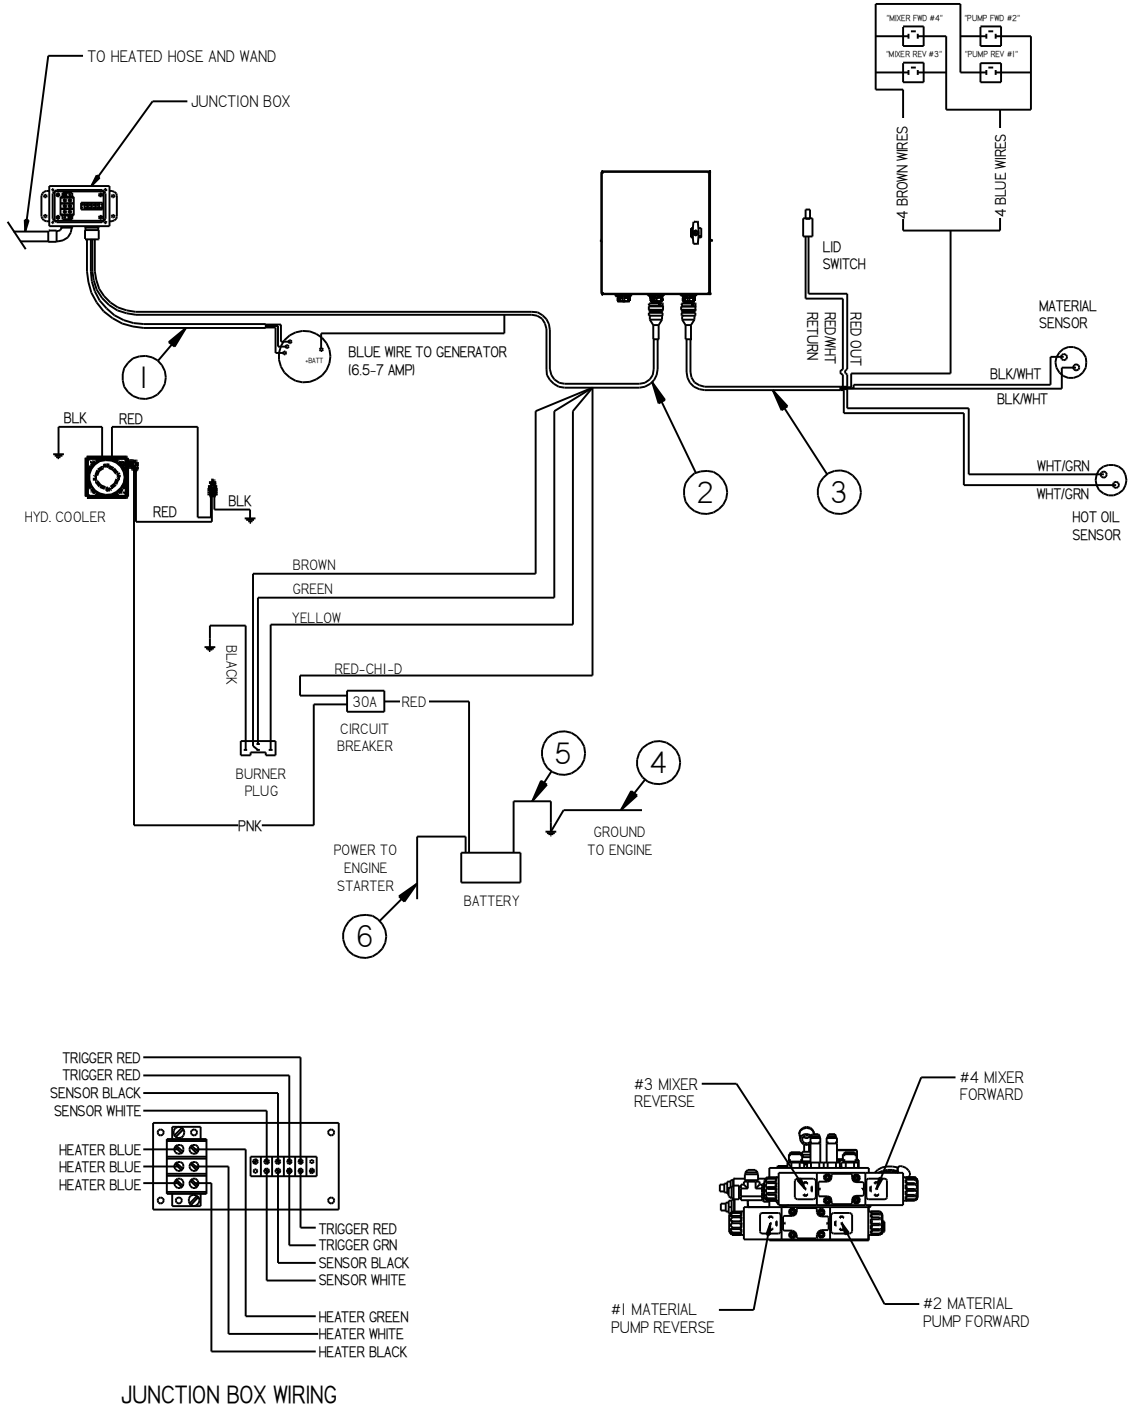 "MIXER FWD #4"
"PUMP FWD #2"
"MIXER REV #3"
"PUMP REV #1"
TO HEATED HOSE AND WAND
JUNCTION BOX
4 BROWN WIRES
4 BLUE WIRES
LID
SWITCH
RED OUT
RED/WHT
RETURN
MATERIAL
SENSOR
BLK/WHT
BLK/WHT
+BATT
BLUE WIRE TO GENERATOR
(6.5-7 AMP)
1
2
3
BLK
RED
HYD. COOLER
RED
BLK
WHT/GRN
WHT/GRN
HOT OIL
SENSOR
BROWN
GREEN
YELLOW
BLACK
RED-CH1-D
30A
RED
CIRCUIT
BREAKER
BURNER
PLUG
PNK
5
4
GROUND
TO ENGINE
POWER TO
ENGINE
STARTER
BATTERY
6
TRIGGER RED
TRIGGER RED
SENSOR BLACK
SENSOR WHITE
HEATER BLUE
HEATER BLUE
HEATER BLUE
TRIGGER RED
TRIGGER GRN
SENSOR BLACK
SENSOR WHITE
HEATER GREEN
HEATER WHITE
HEATER BLACK
JUNCTION BOX WIRING
#3 MIXER
REVERSE
#4 MIXER
FORWARD
#1 MATERIAL
PUMP REVERSE
#2 MATERIAL
PUMP FORWARD